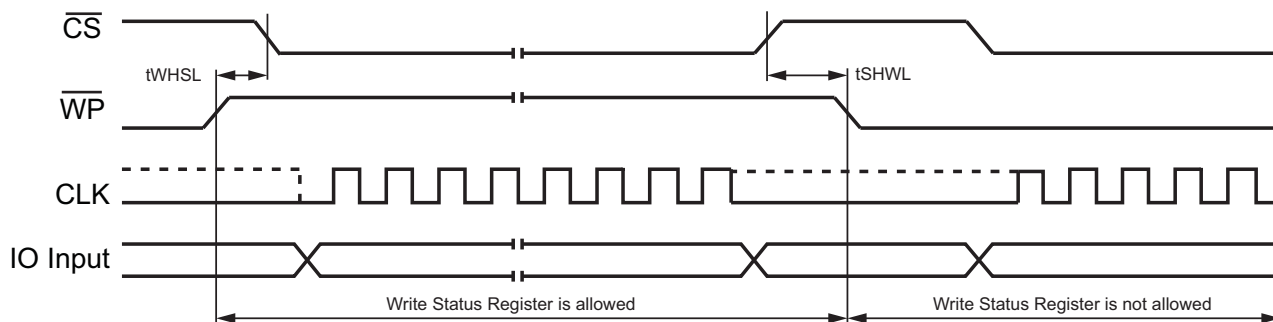 CS
tWHSL
tSHWL
WP
CLK
IO Input
Write Status Register is allowed
Write Status Register is not allowed